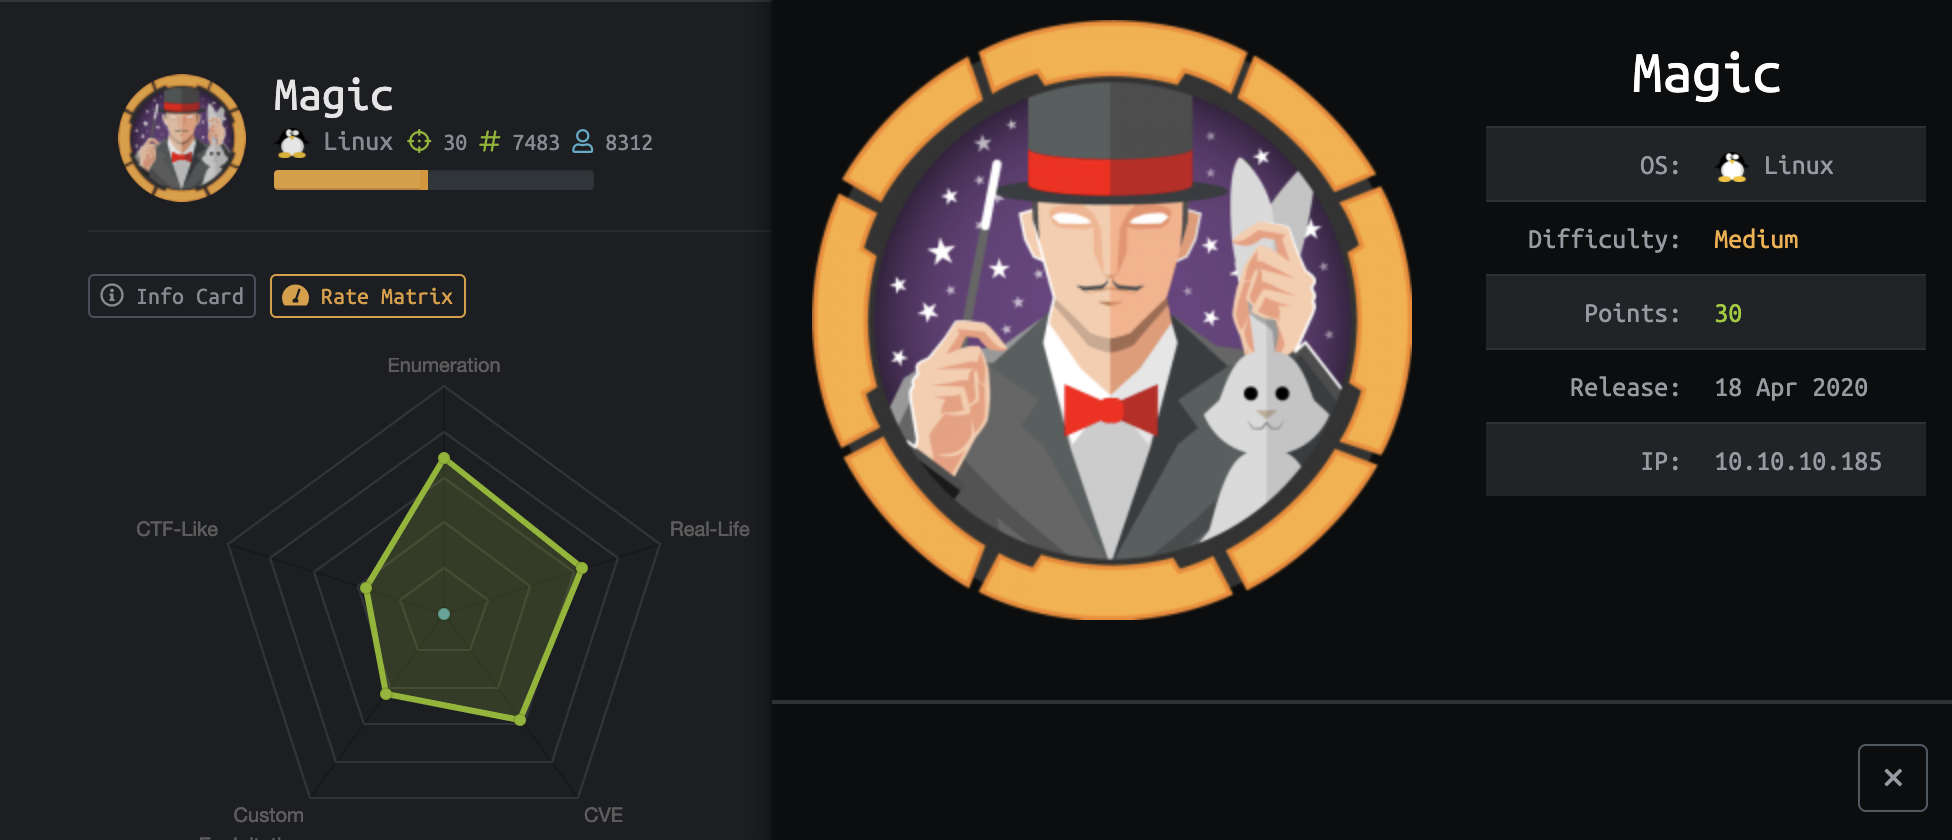 Magic
Linux 30 # 7483 8312
Info Card
Rate Matrix
Enumeration
CTF-Like
Real-Life
Custom
CVE
Magic
OS: Linux
Difficulty: Medium
Points: 30
Release: 18 Apr 2020
IP: 10.10.10.185